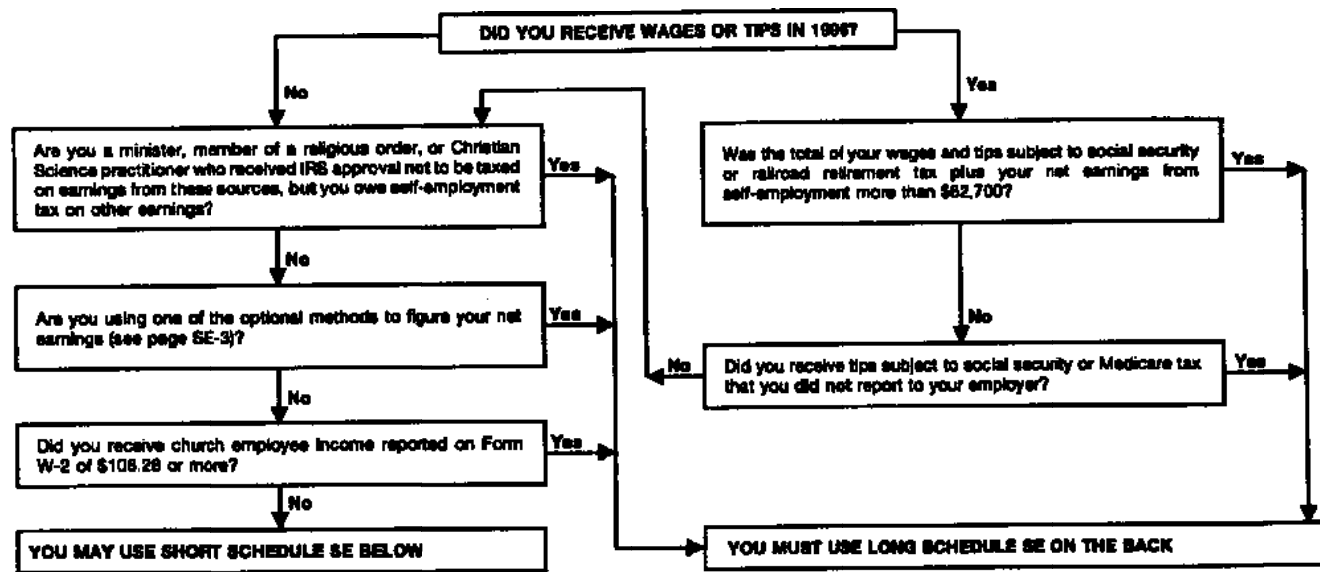 DID YOU RECEIVE WAGES OR TIPS IN 1996?
No
Yes
Are you a minister, member of a religious order, or Christian
Science practitioner who received IRS approval not to be taxed
on earnings from these sources, but you owe self-employment
tax on other earnings?
Yes
Was the total of your wages and tips subject to social security
or railroad retirement tax plus your net earnings from
self-employment more than $62,700?
Yes
No
No
Are you using one of the optional methods to figure your net
earnings (see page SE-3)?
Yes
No
Did you receive tips subject to social security or Medicare tax
that you did not report to your employer?
Yes
No
Did you receive church employee income reported on Form
W-2 of $108.28 or more?
Yes
No
YOU MAY USE SHORT SCHEDULE SE BELOW
YOU MUST USE LONG SCHEDULE SE ON THE BACK